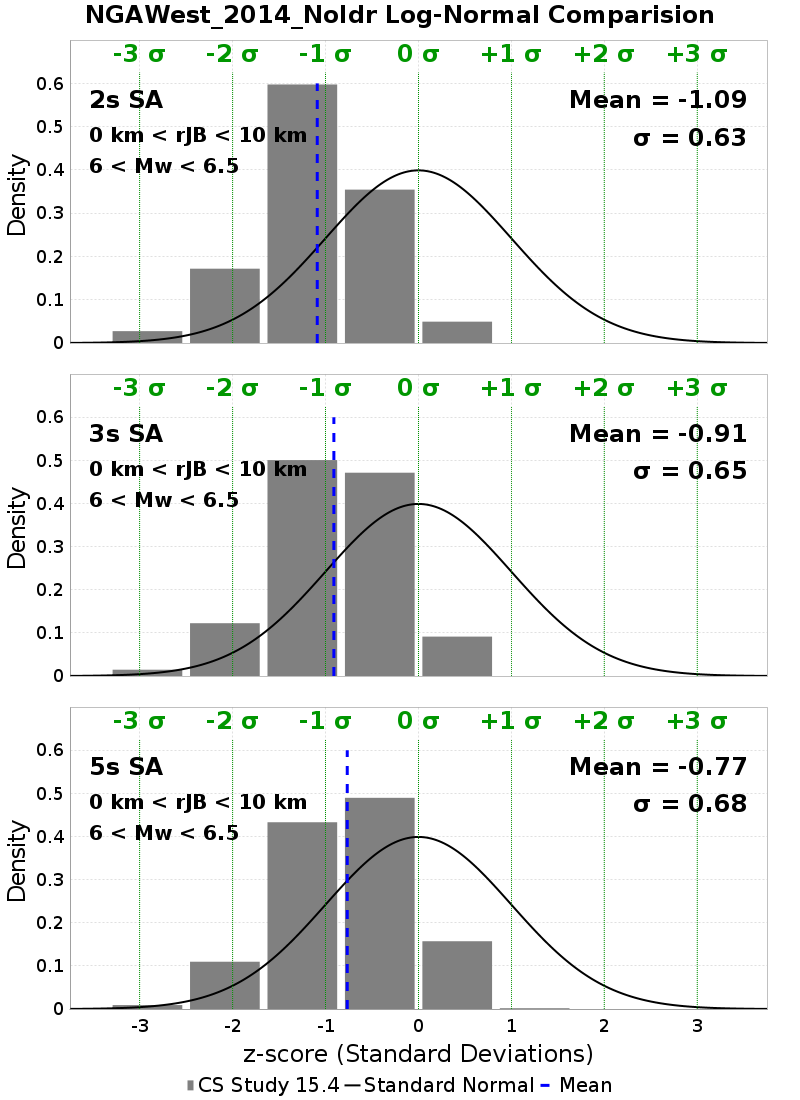 NGAWest_2014_NoIdr Log-Normal Comparision
-3 σ -2 σ -1 σ 0 σ +1 σ +2 σ +3 σ
0.6
2s SA Mean = -1.09
0.5
0 km < rJB < 10 km σ = 0.63
6 < Mw < 6.5
0.4
0.3
0.2
0.1
0
Density
-3 σ -2 σ -1 σ 0 σ +1 σ +2 σ +3 σ
0.6
3s SA Mean = -0.91
0.5
0 km < rJB < 10 km σ = 0.65
6 < Mw < 6.5
0.4
0.3
0.2
0.1
0
Density
-3 σ -2 σ -1 σ 0 σ +1 σ +2 σ +3 σ
0.6
5s SA Mean = -0.77
0.5
0 km < rJB < 10 km σ = 0.68
6 < Mw < 6.5
0.4
0.3
0.2
0.1
0
Density
-3 -2 -1 0 1 2 3
z-score (Standard Deviations)
CS Study 15.4 Standard Normal Mean